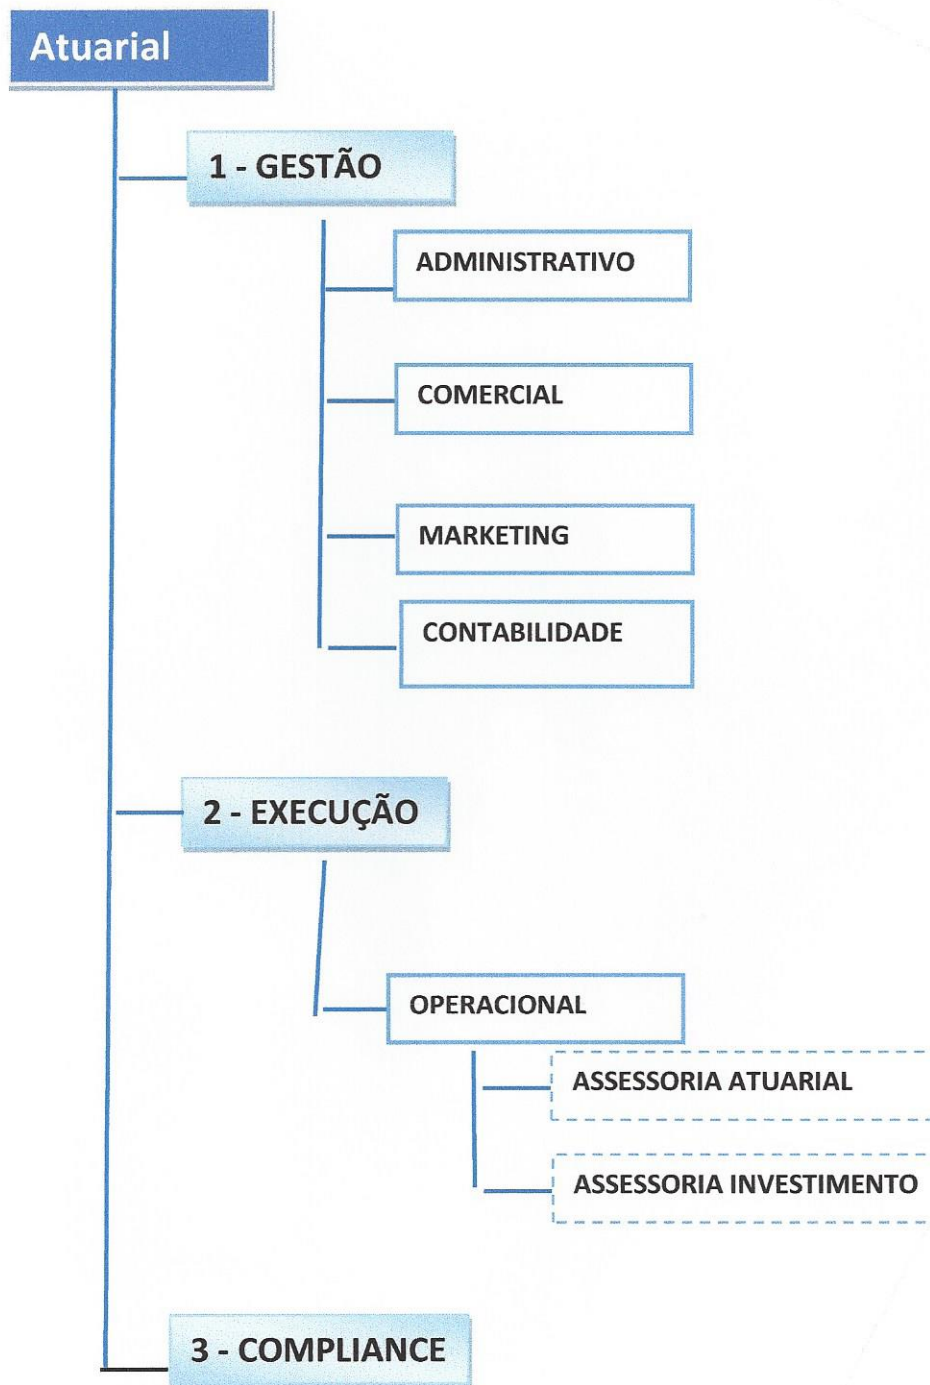 Atuarial
1 - GESTÃO
ADMINISTRATIVO
COMERCIAL
MARKETING
CONTABILIDADE
2 - EXECUÇÃO
OPERACIONAL
ASSESSORIA ATUARIAL
ASSESSORIA INVESTIMENTO
3 - COMPLIANCE